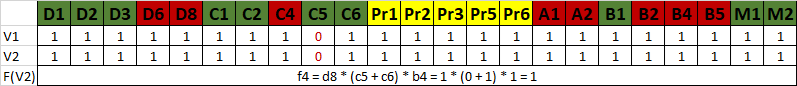 D1 D2 D3 D6 D8 C1 C2 C4 C5 C6 Pr1 Pr2 Pr3 Pr5 Pr6 A1 A2 B1 B2 B4 B5 M1 M2
V1 1 1 1 1 1 1 1 1 0 1 1 1 1 1 1 1 1 1 1 1 1 1 1
V2 1 1 1 1 1 1 1 1 0 1 1 1 1 1 1 1 1 1 1 1 1 1 1
F(V2) f4 = d8 * (c5 + c6) * b4 = 1 * (0 + 1) * 1 = 1